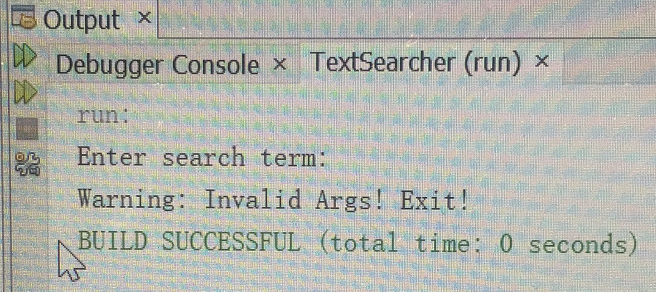 Output ×
Debugger Console × TextSearcher (run) ×
run:
Enter search term:
Warning: Invalid Args! Exit!
BUILD SUCCESSFUL (total time: 0 seconds)